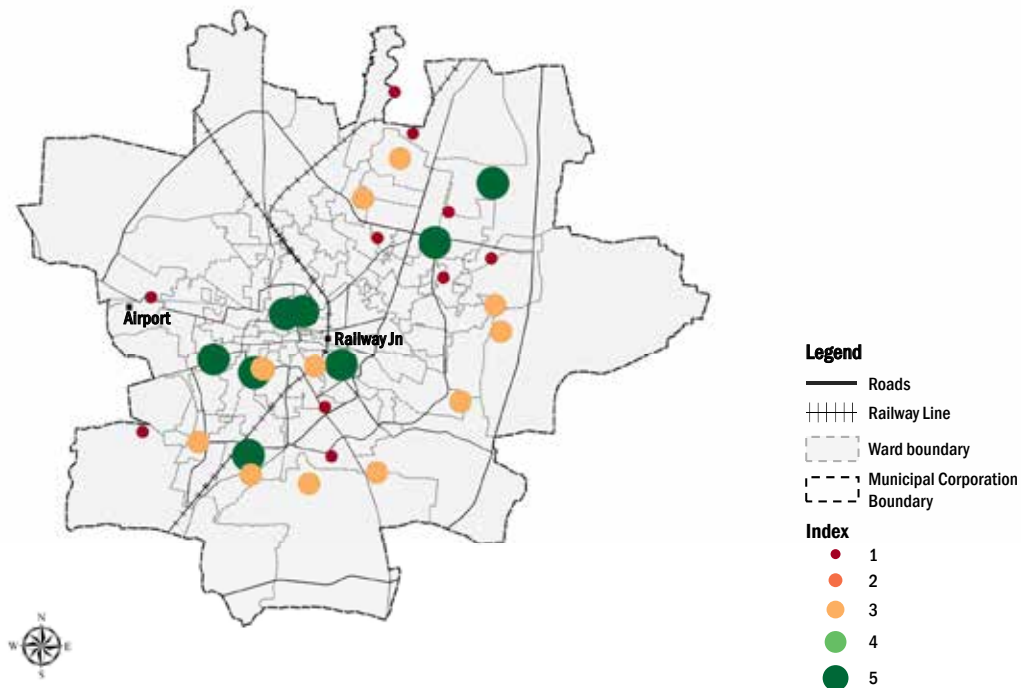 Airport
Railway Jn
Legend
Roads
Railway Line
Ward boundary
Municipal Corporation
Boundary
Index
1
2
3
4
5
N
W
E
S